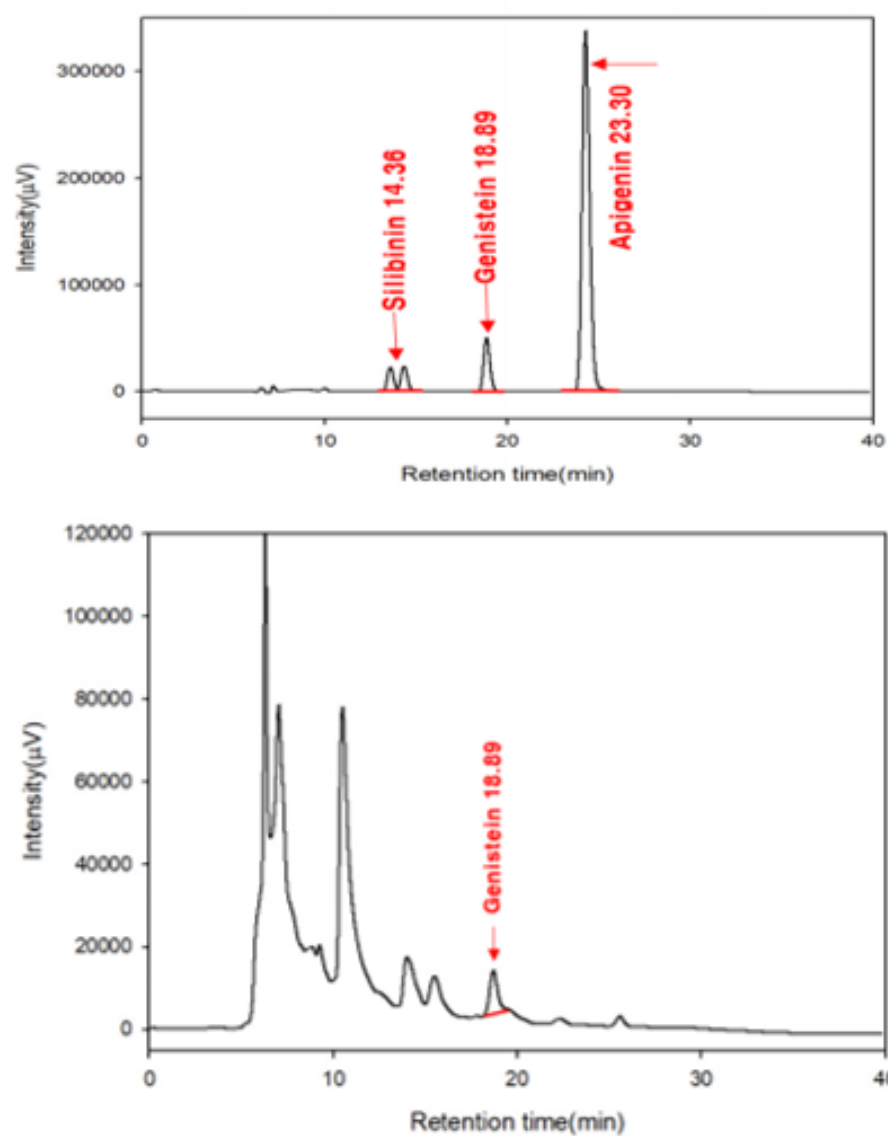 300000
200000
100000
0
Intensity(μV)
Silibinin 14.36
Genistein 18.89
Apigenin 23.30
0 10 20 30 40
Retention time(min)
120000
100000
80000
60000
40000
20000
0
Intensity(μV)
Genistein 18.89
0 10 20 30 40
Retention time(min)